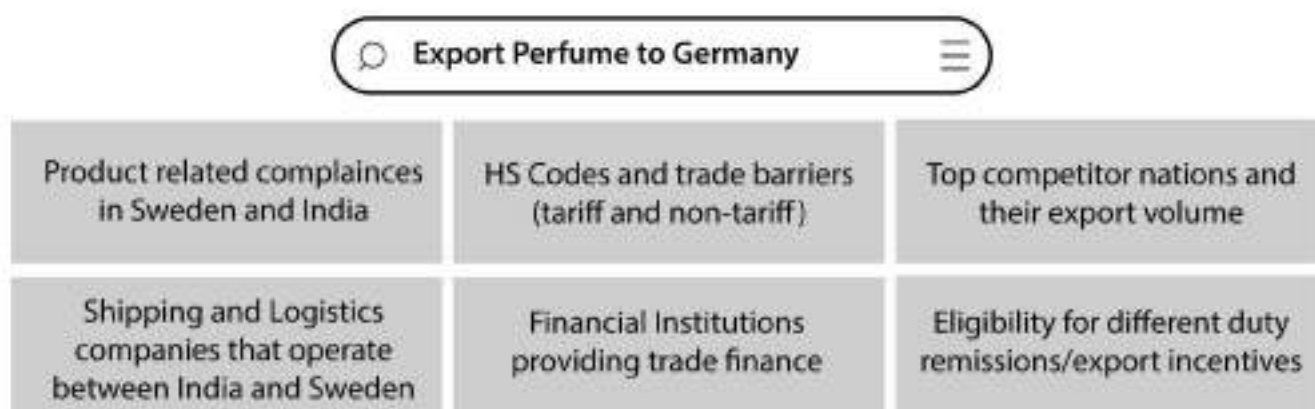 Export Perfume to Germany
Product related complainces
in Sweden and India
HS Codes and trade barriers
(tariff and non-tariff)
Top competitor nations and
their export volume
Shipping and Logistics
companies that operate
between India and Sweden
Financial Institutions
providing trade finance
Eligibility for different duty
remissions/export incentives